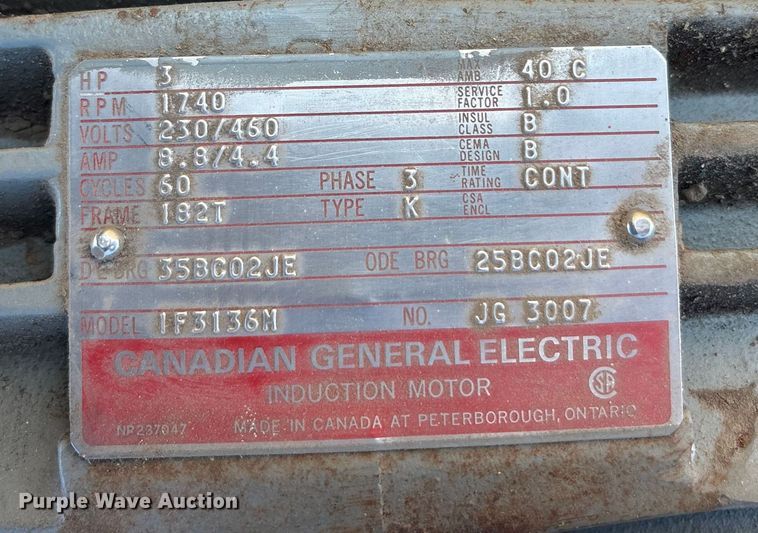 HP 3 MAX AMB 40 C
RPM 1740 SERVICE FACTOR 1.0
VOLTS 230/460 INSUL CLASS B
AMP 8.8/4.4 CEMA DESIGN B
CYCLES 60 PHASE 3 TIME RATING CONT
FRAME 182T TYPE K CSA ENCL
DE BRG 35BC02JE ODE BRG 25BC02JE
MODEL IF3136M NO. JG 3007
CANADIAN GENERAL ELECTRIC
INDUCTION MOTOR
NP237047 MADE IN CANADA AT PETERBOROUGH, ONTARIO
Purple Wave Auction